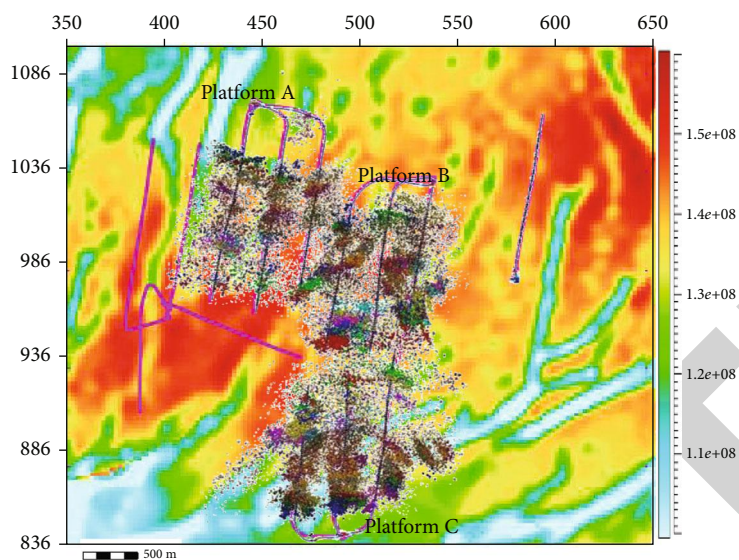 350 400 450 500 550 600 650
1086
Platform A
1.5e+08
1036
Platform B
1.4e+08
986
1.3e+08
936
1.2e+08
886
1.1e+08
Platform C
836
500 m